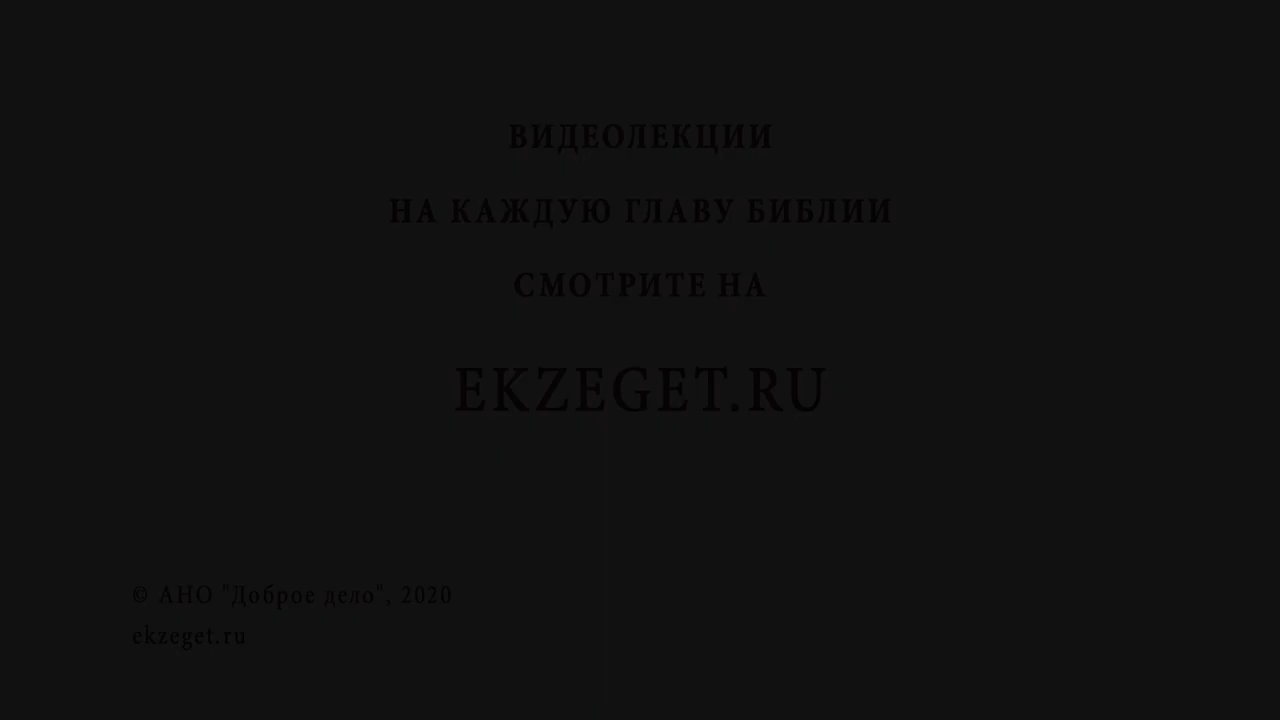 ВИДЕОЛЕКЦИИ
НА КАЖДУЮ ГЛАВУ БИБЛИИ
СМОТРИТЕ НА
EKZEGET.RU
© АНО "Доброе дело", 2020
ekzeget.ru